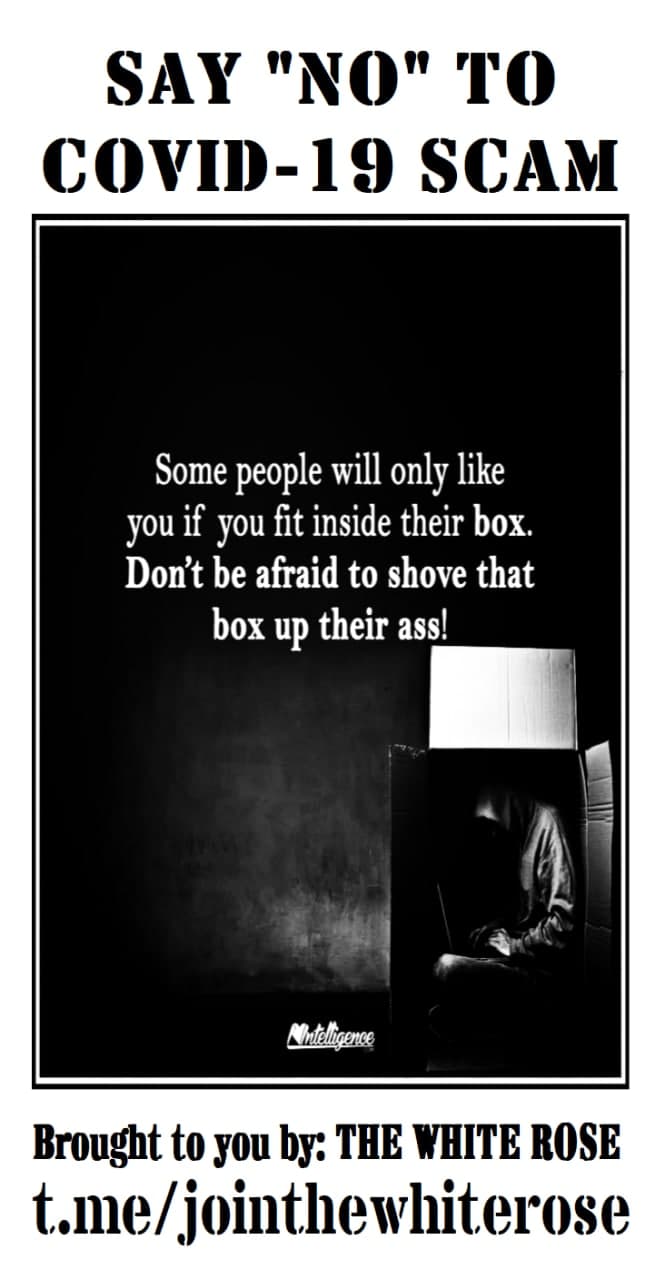 SAY "NO" TO
COVID-19 SCAM
Some people will only like
you if you fit inside their box.
Don't be afraid to shove that
box up their ass!
Intelligence
Brought to you by: THE WHITE ROSE
t.me/jointhewhiterose